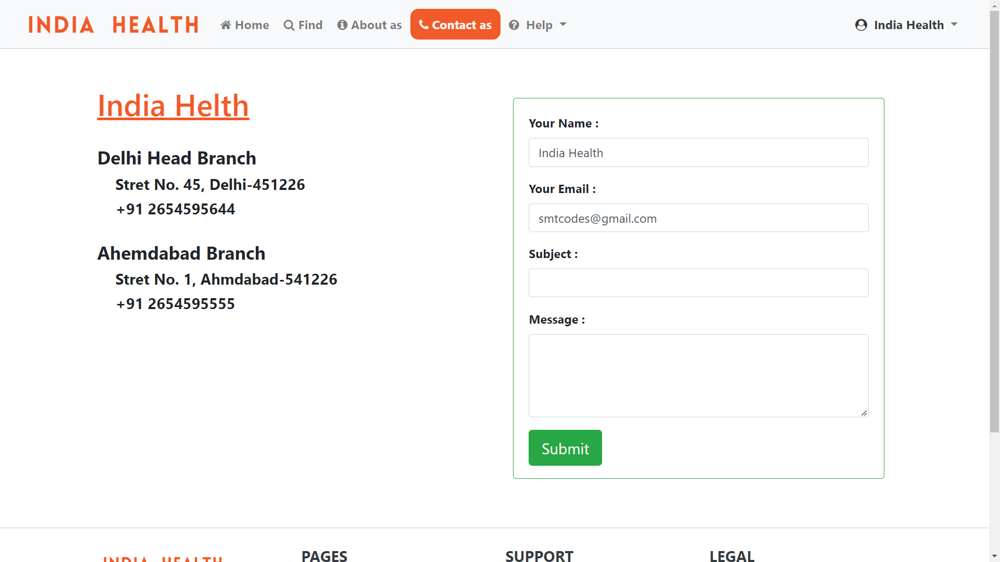 INDIA HEALTH Home Find About as Contact as Help India Health
India Helth
Delhi Head Branch
Stret No. 45, Delhi-451226
+91 2654595644
Ahemdabad Branch
Stret No. 1, Ahmdabad-541226
+91 2654595555
Your Name :
India Health
Your Email :
smtcodes@gmail.com
Subject :
Message :
Submit
INDIA HEALTH PAGES SUPPORT LEGAL